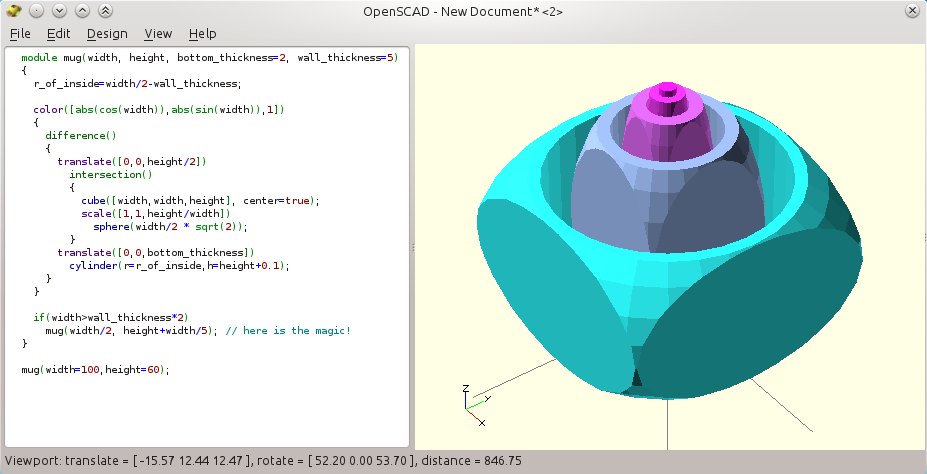 OpenSCAD - New Document* <2>
File Edit Design View Help
module mug(width, height, bottom_thickness=2, wall_thickness=5)
{
  r_of_inside=width/2-wall_thickness;

  color([abs(cos(width)),abs(sin(width)),1])
  {
    difference()
    {
      translate([0,0,height/2])
        intersection()
        {
          cube([width,width,height], center=true);
          scale([1,1,height/width])
            sphere(width/2 * sqrt(2));
        }
      translate([0,0,bottom_thickness])
        cylinder(r=r_of_inside,h=height+0.1);
    }
  }

  if(width>wall_thickness*2)
    mug(width/2, height+width/5); // here is the magic!
}

mug(width=100,height=60);
Z
Y
X
Viewport: translate = [ -15.57 12.44 12.47 ], rotate = [ 52.20 0.00 53.70 ], distance = 846.75